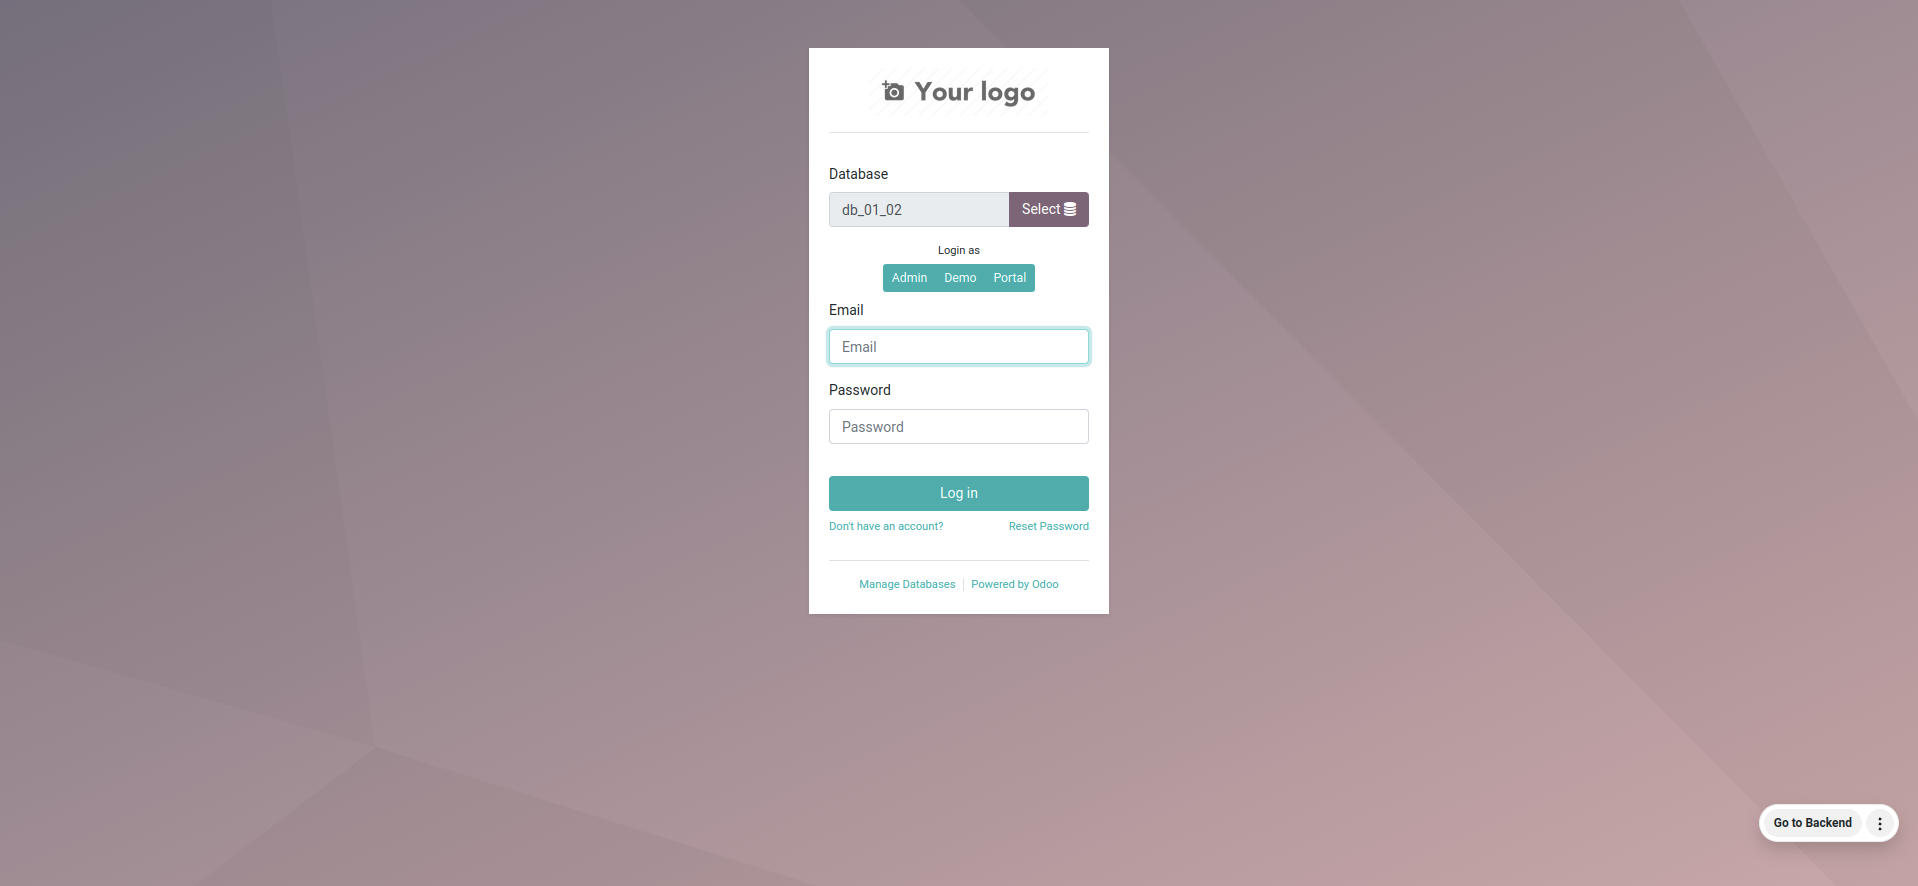 Your logo
Database
db_01_02 Select
Login as
Admin Demo Portal
Email
Email
Password
Password
Log in
Don't have an account? Reset Password
Manage Databases Powered by Odoo
Go to Backend